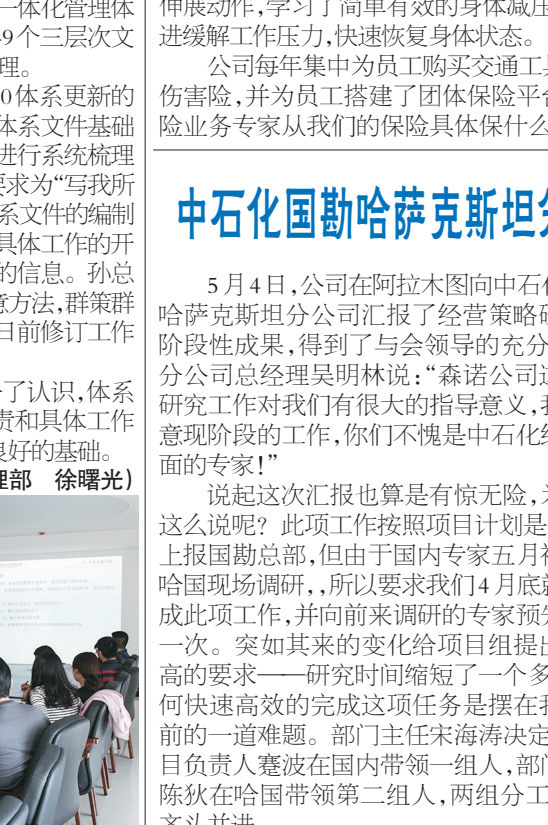 一体化管理体
9个三层次文
理。
0体系更新的
体系文件基础
进行系统梳理
要求为“写我所
系文件的编制
具体工作的开
的信息。孙总
意方法，群策群
日前修订工作
了认识，体系
责和具体工作
良好的基础。
理部　徐曙光）
伸展动作，学习了简单有效的身体减压
进缓解工作压力，快速恢复身体状态。
公司每年集中为员工购买交通工具
伤害险，并为员工搭建了团体保险平台
险业务专家从我们的保险具体保什么
中石化国勘哈萨克斯坦分
5月4日，公司在阿拉木图向中石化
哈萨克斯坦分公司汇报了经营策略研
阶段性成果，得到了与会领导的充分
分公司总经理吴明林说：“森诺公司这
研究工作对我们有很大的指导意义，我
意现阶段的工作，你们不愧是中石化经
面的专家！”
说起这次汇报也算是有惊无险，为
这么说呢？此项工作按照项目计划是
上报国勘总部，但由于国内专家五月初
哈国现场调研，，所以要求我们4月底就
成此项工作，并向前来调研的专家预先
一次。突如其来的变化给项目组提出
高的要求——研究时间缩短了一个多
何快速高效的完成这项任务是摆在我
前的一道难题。部门主任宋海涛决定
目负责人蹇波在国内带领一组人，部门
陈狄在哈国带领第二组人，两组分工
齐头并进